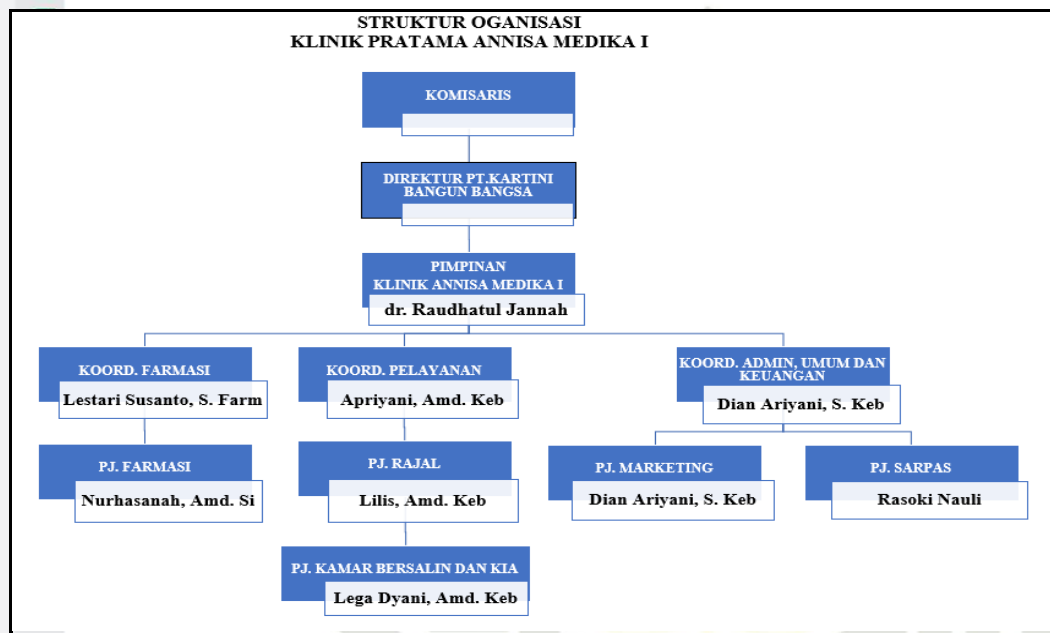 STRUKTUR OGANISASI
KLINIK PRATAMA ANNISA MEDIKA I
KOMISARIS
DIREKTUR PT.KARTINI
BANGUN BANGSA
PIMPINAN
KLINIK ANNISA MEDIKA I
dr. Raudhatul Jannah
KOORD. FARMASI
Lestari Susanto, S. Farm
KOORD. PELAYANAN
Apriyani, Amd. Keb
KOORD. ADMIN, UMUM DAN
KEUANGAN
Dian Ariyani, S. Keb
PJ. FARMASI
Nurhasanah, Amd. Si
PJ. RAJAL
Lilis, Amd. Keb
PJ. MARKETING
Dian Ariyani, S. Keb
PJ. SARPAS
Rasoki Nauli
PJ. KAMAR BERSALIN DAN KIA
Lega Dyani, Amd. Keb